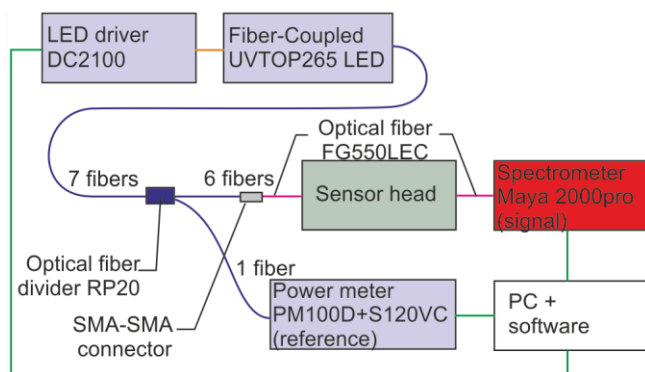 LED driver
DC2100
Fiber-Coupled
UVTOP265 LED
Optical fiber
FG550LEC
7 fibers
6 fibers
Sensor head
Spectrometer
Maya 2000pro
(signal)
Optical fiber
divider RP20
1 fiber
SMA-SMA
connector
Power meter
PM100D+S120VC
(reference)
PC +
software